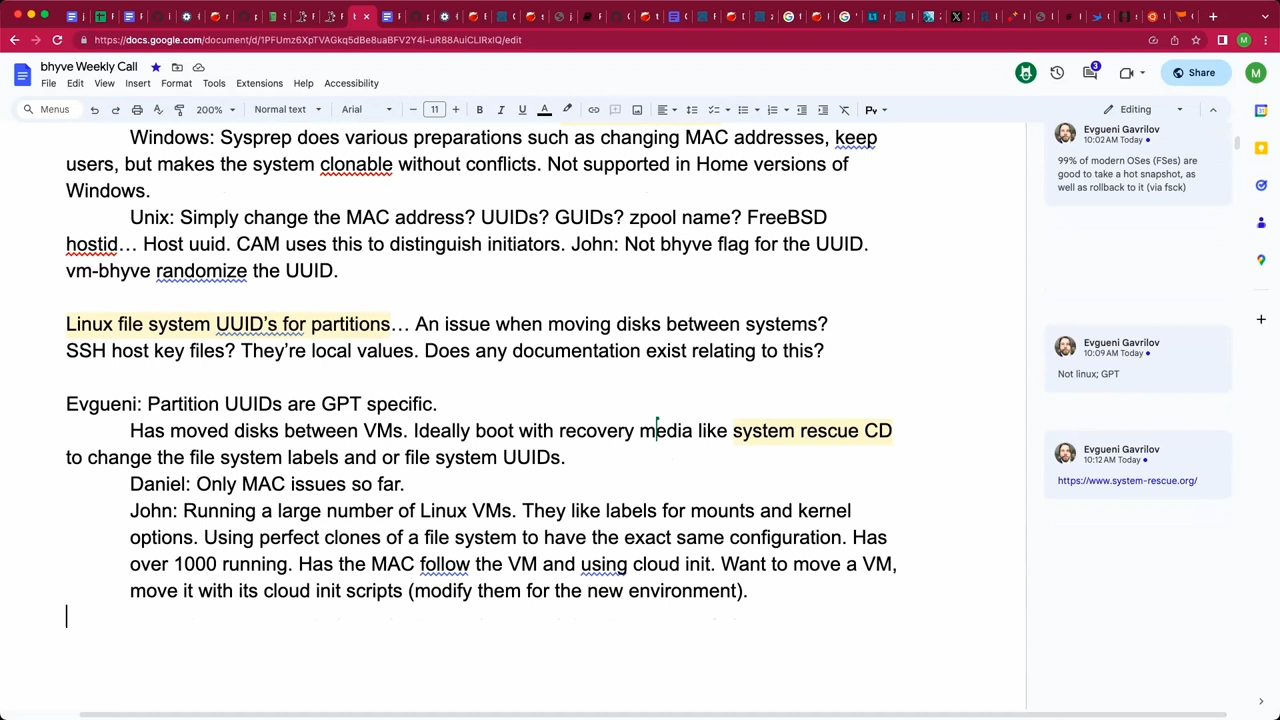 https://docs.google.com/document/d/1PFUmz6XpTVAGkq5dBe8uaBFV2Y4i-uR88AuiCLIRxIQ/edit
bhyve Weekly Call
File Edit View Insert Format Tools Extensions Help Accessibility
3
Share
M
Menus
200%
Normal text
Arial
11
Editing
Windows: Sysprep does various preparations such as changing MAC addresses, keep
users, but makes the system clonable without conflicts. Not supported in Home versions of
Windows.
Unix: Simply change the MAC address? UUIDs? GUIDs? zpool name? FreeBSD
hostid… Host uuid. CAM uses this to distinguish initiators. John: Not bhyve flag for the UUID.
vm-bhyve randomize the UUID.
Linux file system UUID’s for partitions… An issue when moving disks between systems?
SSH host key files? They’re local values. Does any documentation exist relating to this?
Evgueni: Partition UUIDs are GPT specific.
Has moved disks between VMs. Ideally boot with recovery media like system rescue CD
to change the file system labels and or file system UUIDs.
Daniel: Only MAC issues so far.
John: Running a large number of Linux VMs. They like labels for mounts and kernel
options. Using perfect clones of a file system to have the exact same configuration. Has
over 1000 running. Has the MAC follow the VM and using cloud init. Want to move a VM,
move it with its cloud init scripts (modify them for the new environment).
Evgueni Gavrilov
10:02 AM Today
99% of modern OSes (FSes) are
good to take a hot snapshot, as
well as rollback to it (via fsck)
Evgueni Gavrilov
10:09 AM Today
Not linux; GPT
Evgueni Gavrilov
10:12 AM Today
https://www.system-rescue.org/